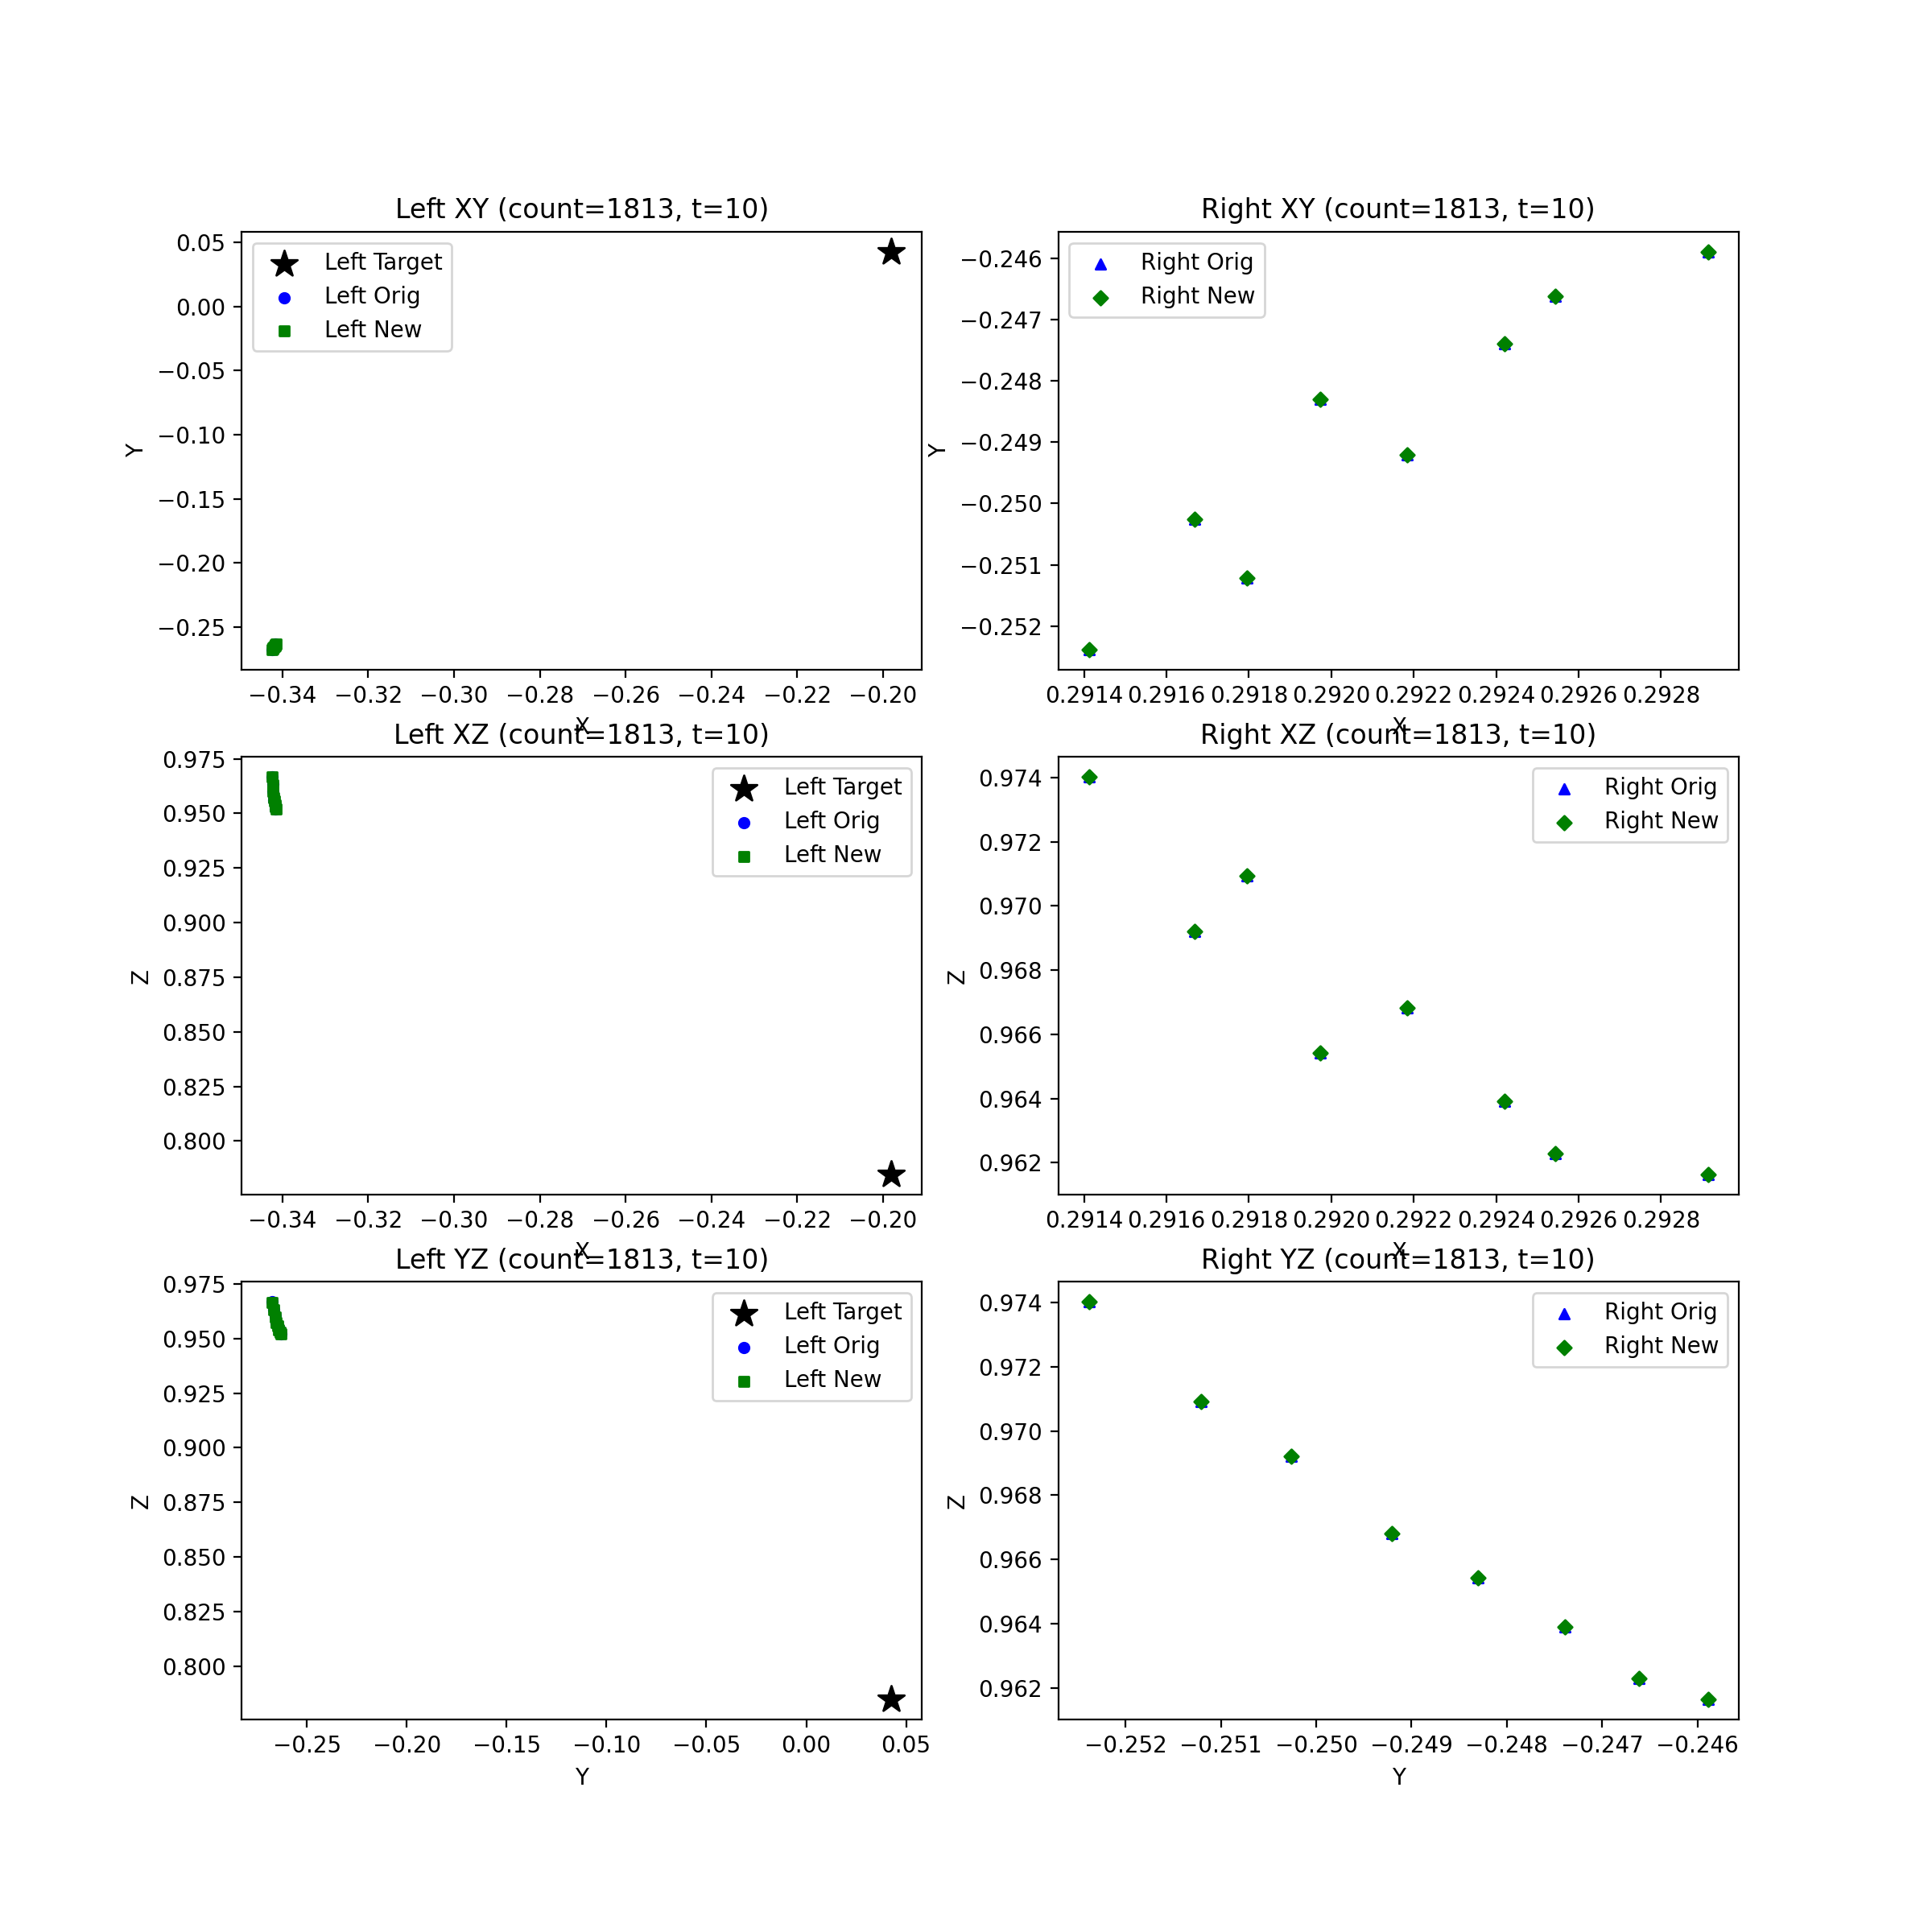 Left XY (count=1813, t=10)
Left Target
Left Orig
Left New
0.05
0.00
−0.05
−0.10
−0.15
−0.20
−0.25
Y
−0.34 −0.32 −0.30 −0.28 −0.26 −0.24 −0.22 −0.20
X
Right XY (count=1813, t=10)
Right Orig
Right New
−0.246
−0.247
−0.248
−0.249
−0.250
−0.251
−0.252
Y
0.2914 0.2916 0.2918 0.2920 0.2922 0.2924 0.2926 0.2928
X
Left XZ (count=1813, t=10)
Left Target
Left Orig
Left New
0.975
0.950
0.925
0.900
0.875
0.850
0.825
0.800
Z
−0.34 −0.32 −0.30 −0.28 −0.26 −0.24 −0.22 −0.20
X
Right XZ (count=1813, t=10)
Right Orig
Right New
0.974
0.972
0.970
0.968
0.966
0.964
0.962
Z
0.2914 0.2916 0.2918 0.2920 0.2922 0.2924 0.2926 0.2928
X
Left YZ (count=1813, t=10)
Left Target
Left Orig
Left New
0.975
0.950
0.925
0.900
0.875
0.850
0.825
0.800
Z
−0.25 −0.20 −0.15 −0.10 −0.05 0.00 0.05
Y
Right YZ (count=1813, t=10)
Right Orig
Right New
0.974
0.972
0.970
0.968
0.966
0.964
0.962
Z
−0.252 −0.251 −0.250 −0.249 −0.248 −0.247 −0.246
Y